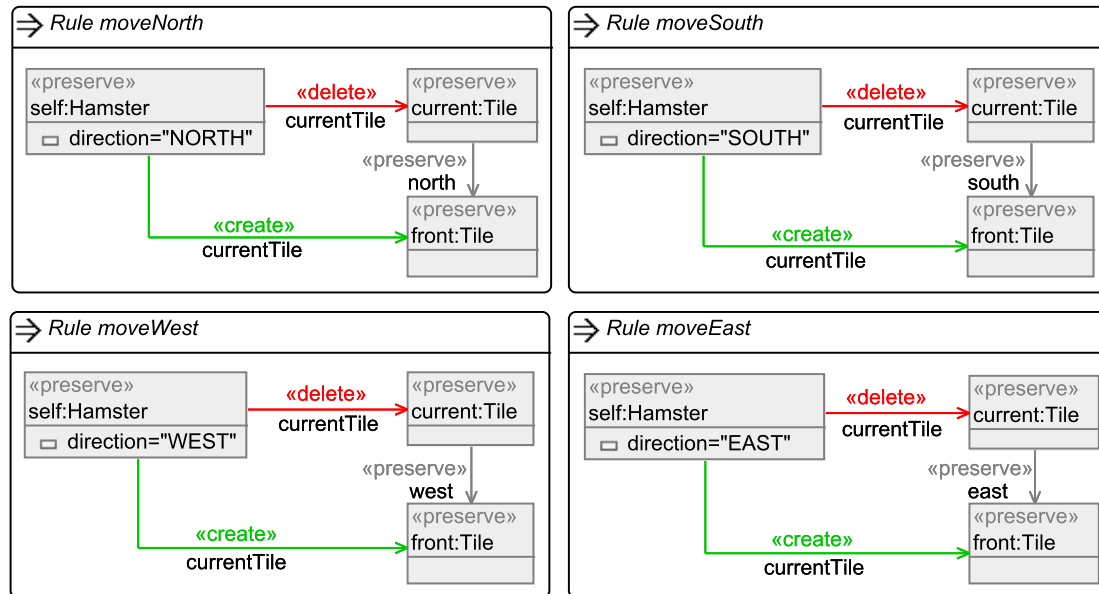 Rule moveNorth
«preserve»
self:Hamster
direction="NORTH"
«delete»
currentTile
«preserve»
current:Tile
«preserve»
north
«create»
currentTile
«preserve»
front:Tile
Rule moveSouth
«preserve»
self:Hamster
direction="SOUTH"
«delete»
currentTile
«preserve»
current:Tile
«preserve»
south
«create»
currentTile
«preserve»
front:Tile
Rule moveWest
«preserve»
self:Hamster
direction="WEST"
«delete»
currentTile
«preserve»
current:Tile
«preserve»
west
«create»
currentTile
«preserve»
front:Tile
Rule moveEast
«preserve»
self:Hamster
direction="EAST"
«delete»
currentTile
«preserve»
current:Tile
«preserve»
east
«create»
currentTile
«preserve»
front:Tile